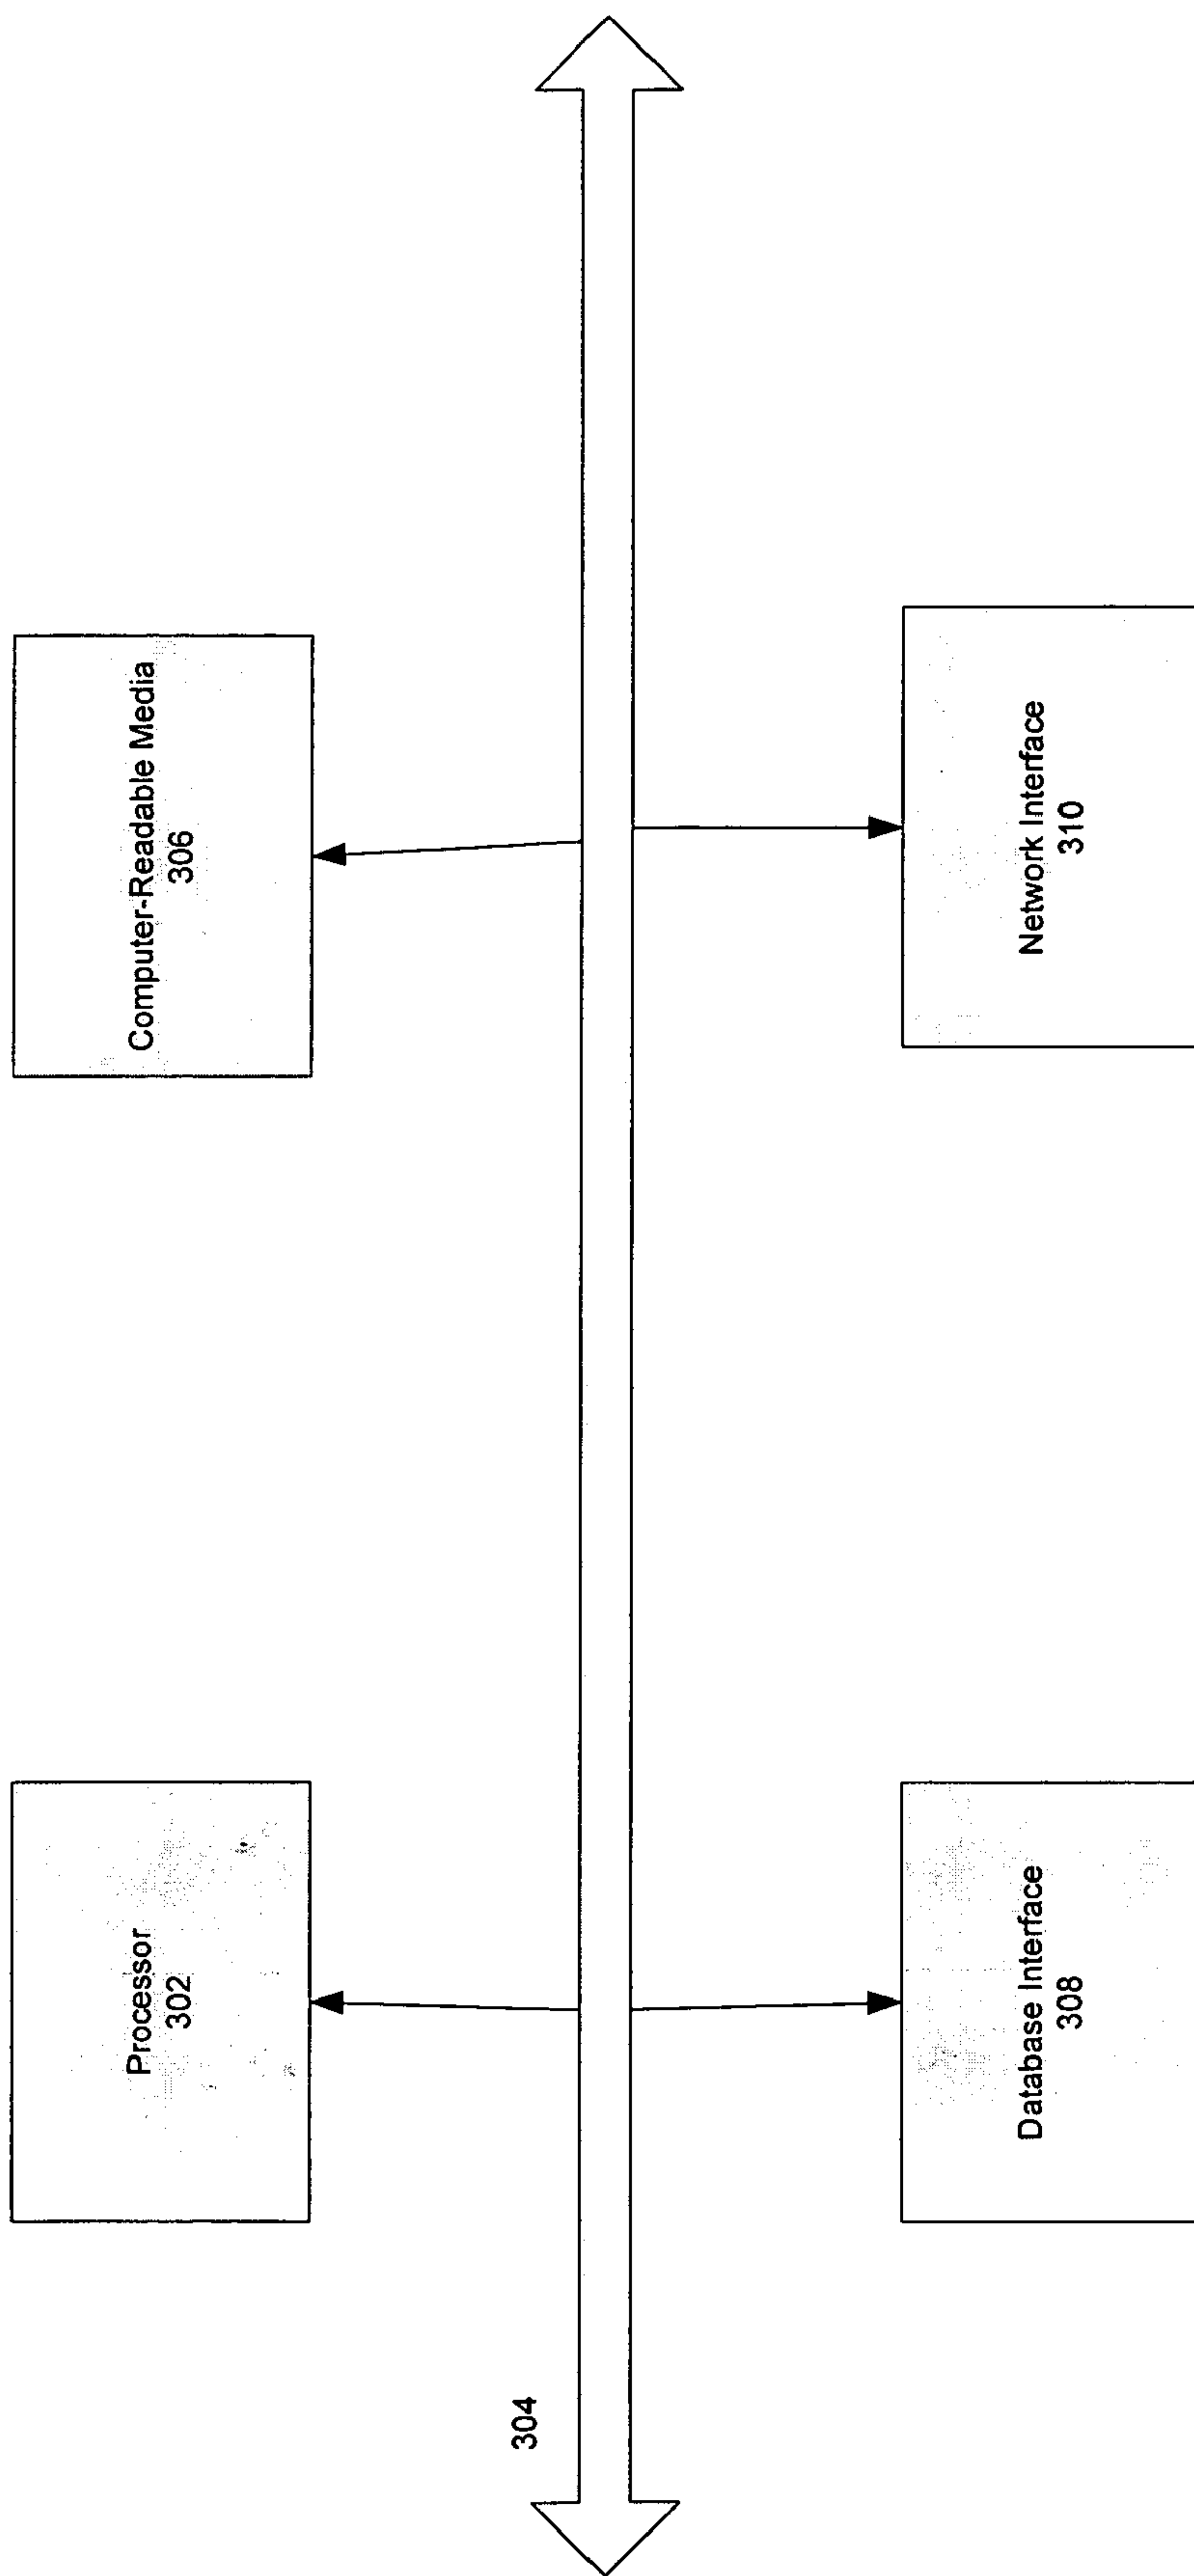 Processor
302
Computer-Readable Media
306
304
Database Interface
308
Network Interface
310